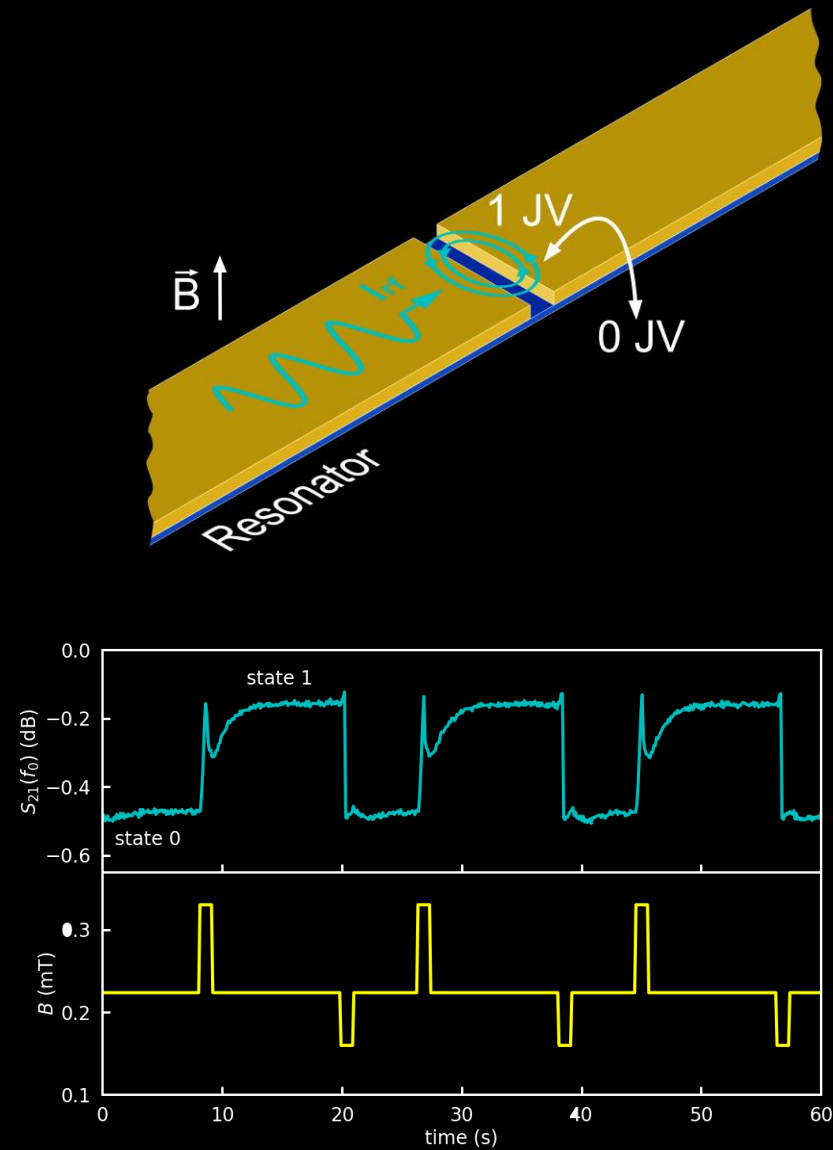 1 JV
B
Irf
0 JV
Resonator
0.0
−0.2
−0.4
−0.6
S21(f0) (dB)
state 1
state 0
0.3
0.2
0.1
B (mT)
0 10 20 30 40 50 60
time (s)